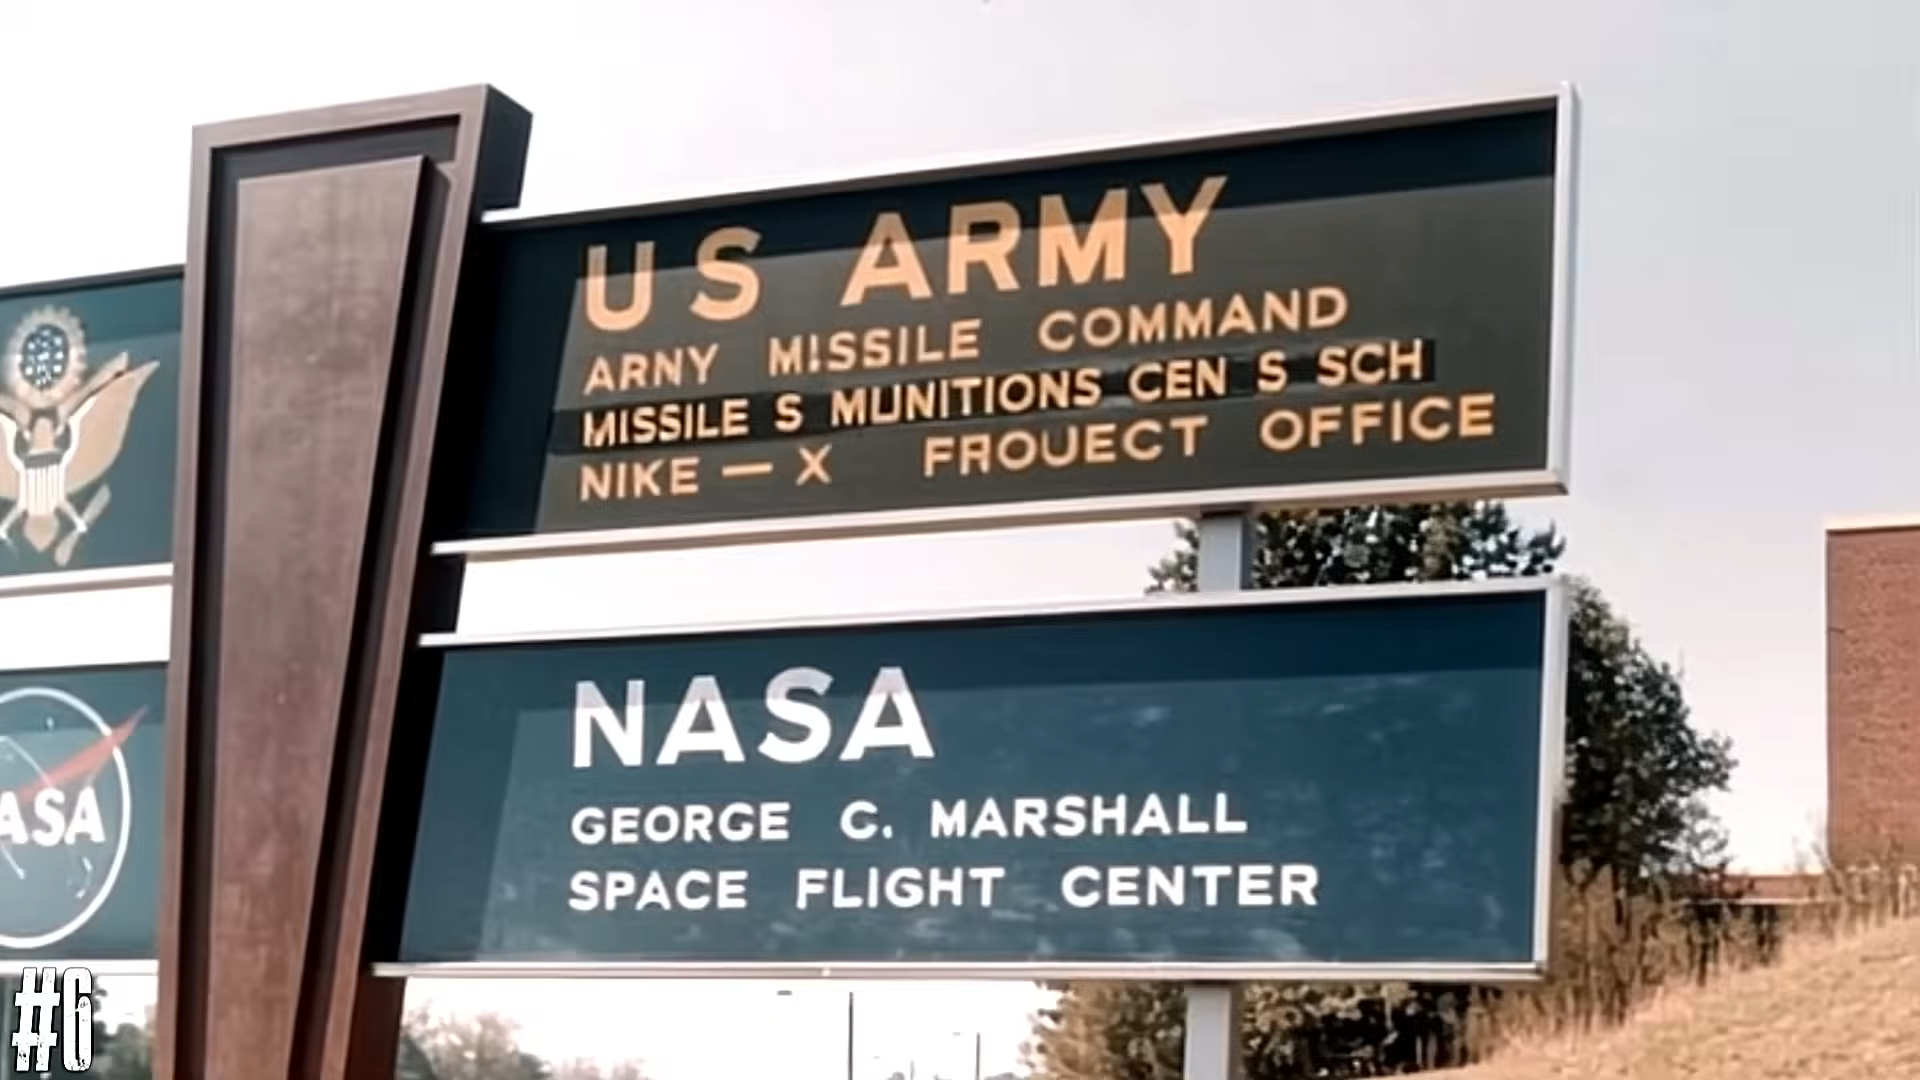 US ARMY
ARNY MISSILE COMMAND
MISSILE S MUNITIONS CEN S SCH
NIKE — X FROUECT OFFICE
NASA
GEORGE C. MARSHALL
SPACE FLIGHT CENTER
ASA
#6